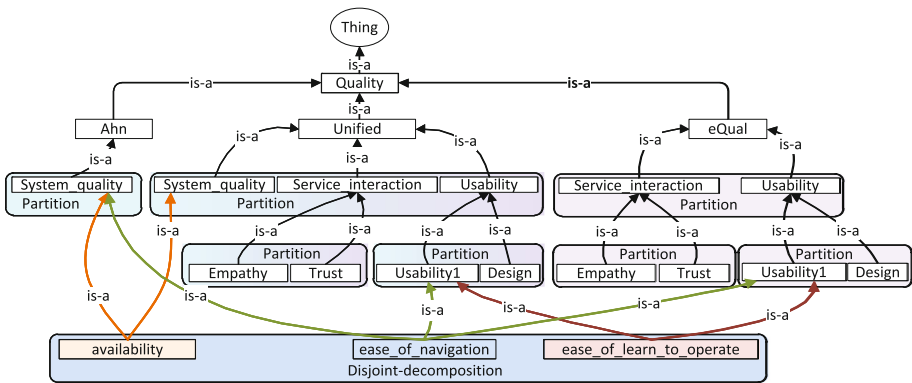 Thing
is-a
Quality
is-a
is-a
is-a
Ahn
Unified
eQual
is-a
is-a
is-a
is-a
is-a
is-a
System_quality
System_quality
Service_interaction
Usability
Service_interaction
Usability
Partition
Partition
Partition
is-a
is-a
is-a
is-a
is-a
is-a
is-a
is-a
is-a
Partition
Partition
Partition
Partition
Empathy
Trust
Usability1
Design
Empathy
Trust
Usability1
Design
is-a
is-a
is-a
is-a
is-a
is-a
availability
ease_of_navigation
ease_of_learn_to_operate
Disjoint-decomposition